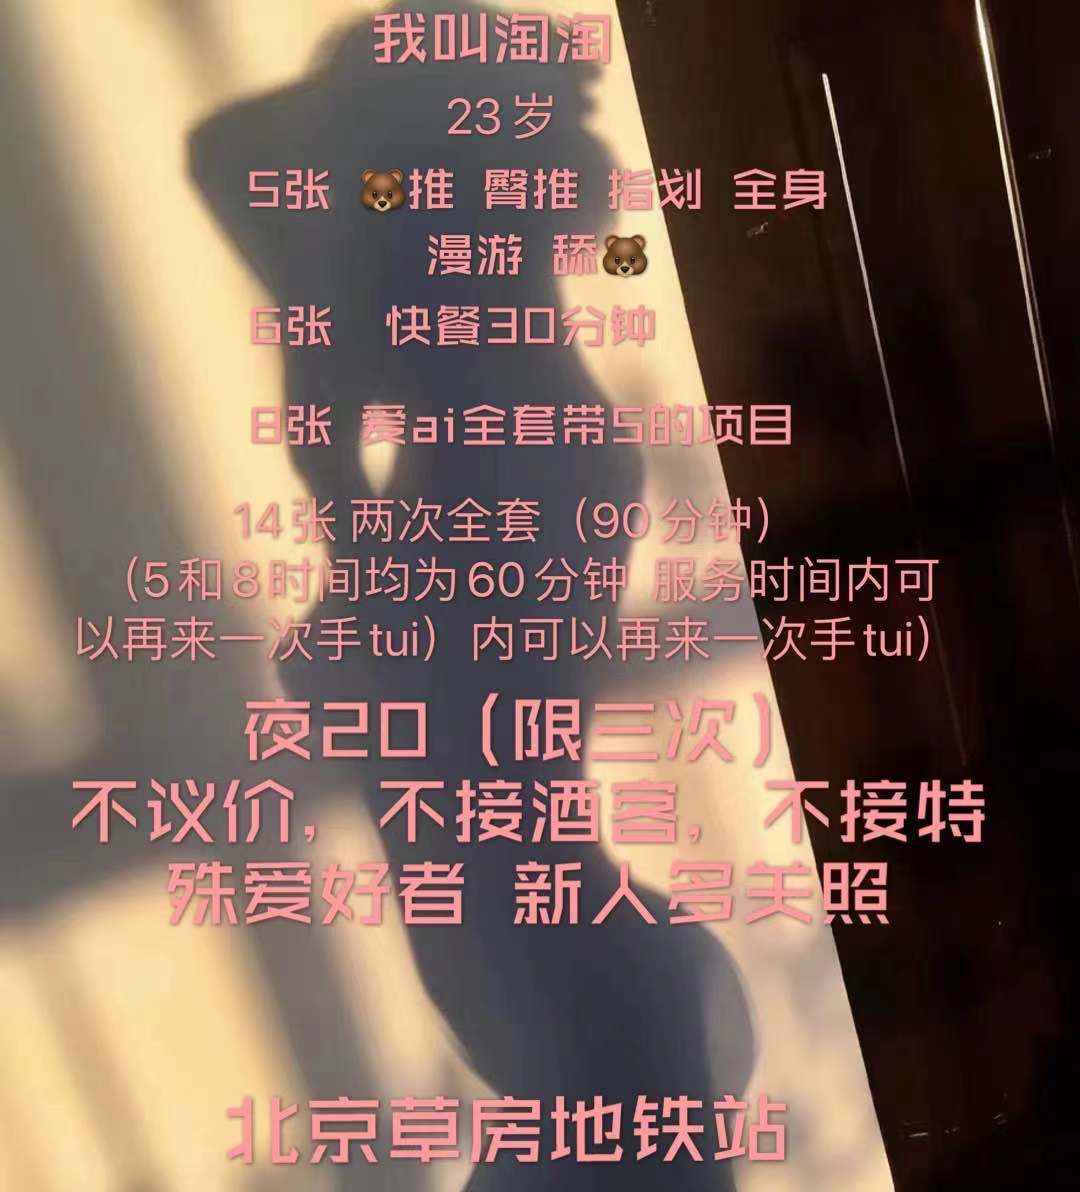 我叫淘淘
23岁
5张 🐻推 臀推 指划 全身
漫游 舔🐻
6张 快餐30分钟
8张 爱ai全套带5的项目
14张 两次全套（90分钟）
（5和8时间均为60分钟 服务时间内可
以再来一次手tui）内可以再来一次手tui）
夜20（限三次）
不议价，不接酒客，不接特
殊爱好者 新人多关照
北京草房地铁站